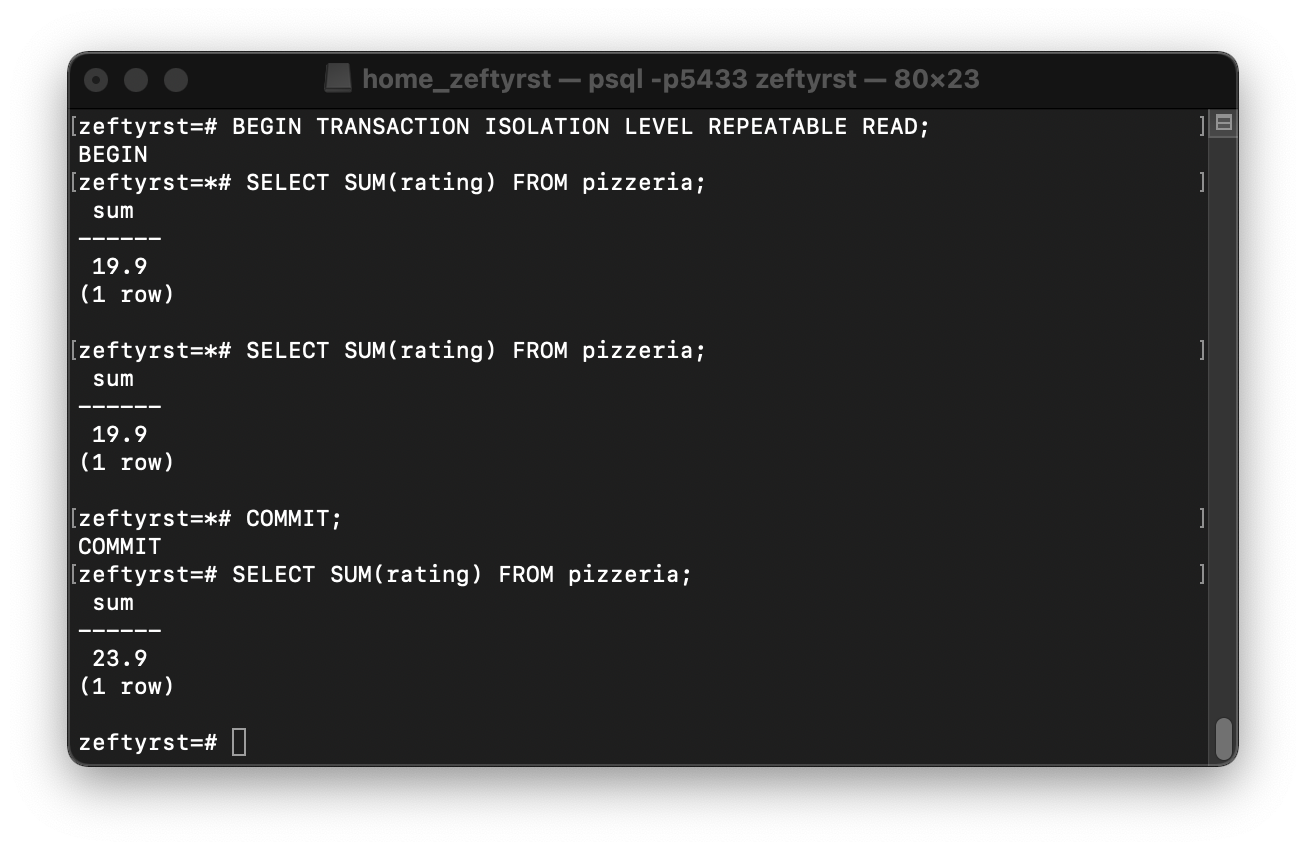 home_zeftyrst — psql -p5433 zeftyrst — 80×23
[zeftyrst=# BEGIN TRANSACTION ISOLATION LEVEL REPEATABLE READ; ]
BEGIN
[zeftyrst=*# SELECT SUM(rating) FROM pizzeria; ]
 sum
------
 19.9
(1 row)

[zeftyrst=*# SELECT SUM(rating) FROM pizzeria; ]
 sum
------
 19.9
(1 row)

[zeftyrst=*# COMMIT; ]
COMMIT
[zeftyrst=# SELECT SUM(rating) FROM pizzeria; ]
 sum
------
 23.9
(1 row)

zeftyrst=#